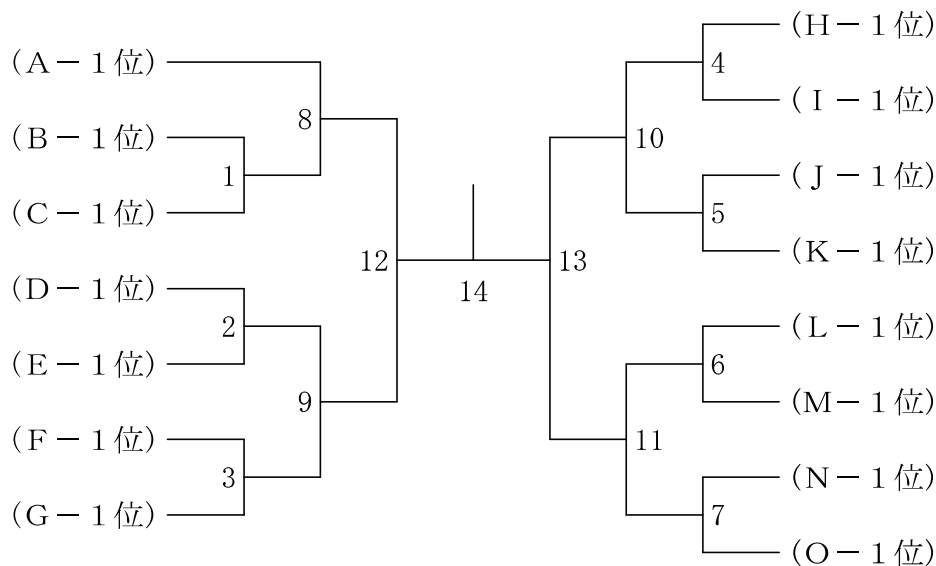 (A－1位)
(B－1位)
(C－1位)
(D－1位)
(E－1位)
(F－1位)
(G－1位)
8
1
2
9
3
12
14
13
10
11
4
5
6
7
(H－1位)
(I－1位)
(J－1位)
(K－1位)
(L－1位)
(M－1位)
(N－1位)
(O－1位)